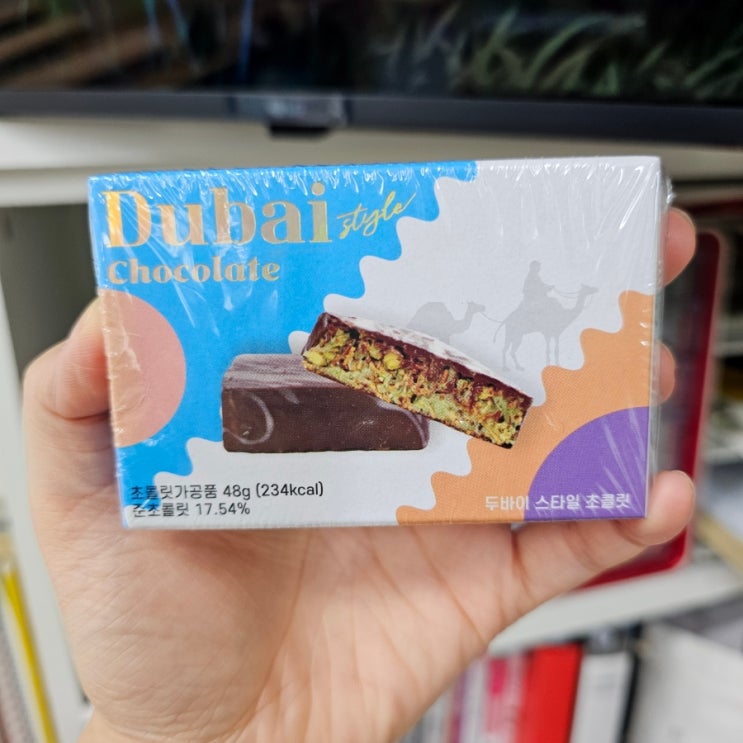 Dubai style
Chocolate
초콜릿가공품 48g (234kcal)
준초콜릿 17.54%
두바이 스타일 초콜릿